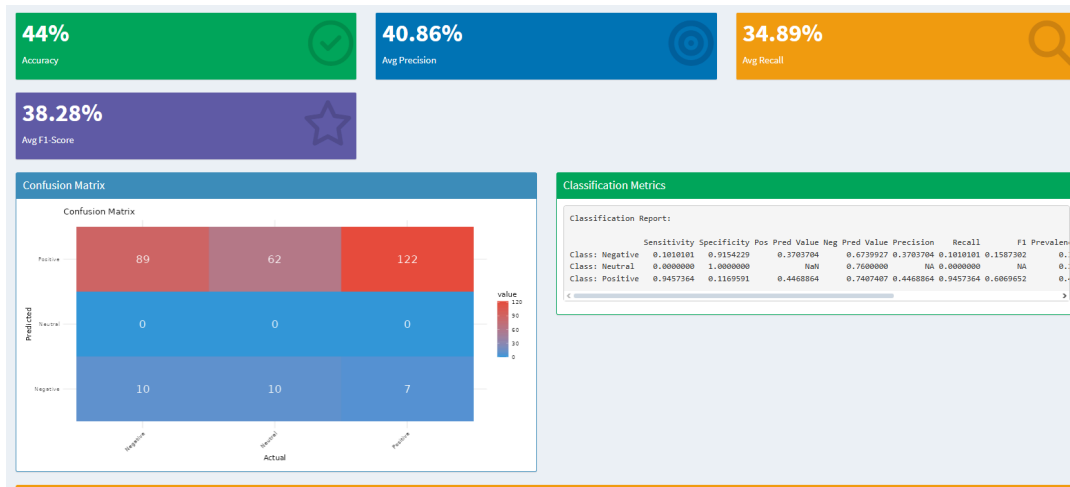 44%
Accuracy
40.86%
Avg Precision
34.89%
Avg Recall
38.28%
Avg F1-Score
Confusion Matrix
Confusion Matrix
Predicted
Positive
89 62 122
Neutral
0 0 0
Negative
10 10 7
Negative Neutral Positive
Actual
value
120
90
60
30
0
Classification Metrics
Classification Report:
Sensitivity Specificity Pos Pred Value Neg Pred Value Precision Recall F1 Prevalenc
Class: Negative 0.1010101 0.9154229 0.3703704 0.6739927 0.3703704 0.1010101 0.1587302 0.
Class: Neutral 0.0000000 1.0000000 NaN 0.7600000 NA 0.0000000 NA 0.
Class: Positive 0.9457364 0.1169591 0.4468864 0.7407407 0.4468864 0.9457364 0.6069652 0.